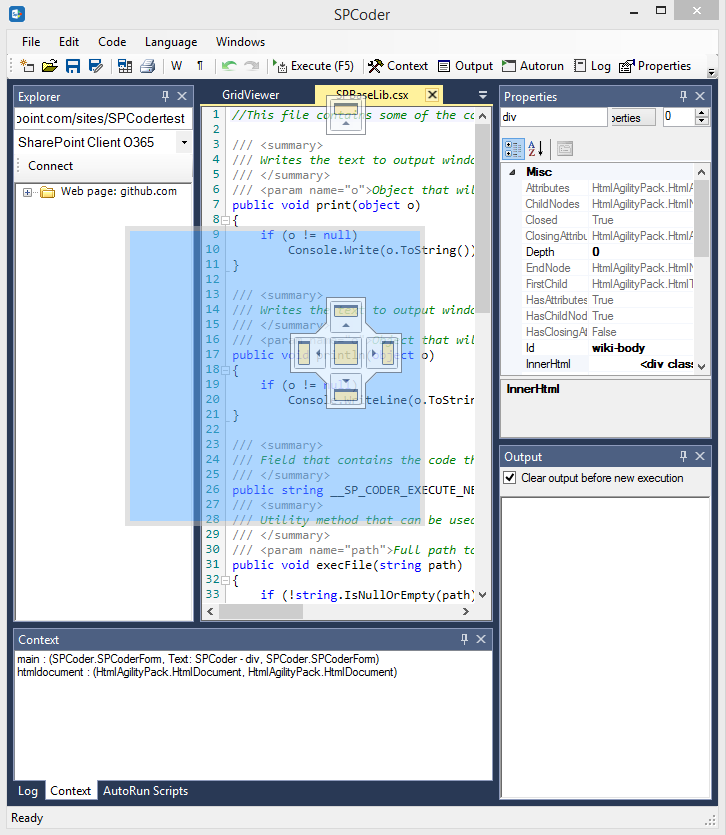 SPCoder
File Edit Code Language Windows
W ¶ Execute (F5) Context Output Autorun Log Properties
Explorer
point.com/sites/SPCodertest
SharePoint Client O365
Connect
Web page: github.com
GridViewer SPBaseLib.csx
1 //This file contains some of the co
2
3 /// <summary>
4 /// Writes the text to output windo
5 /// </summary>
6 /// <param name="o">Object that wil
7 public void print(object o)
8 {
9 if (o != null)
10 Console.Write(o.ToString())
11 }
12
13 /// <summary>
14 /// Writes the text to output windo
15 /// </summary>
16 /// <param name="o">Object that wil
17 public void println(object o)
18 {
19 if (o != null)
20 Console.WriteLine(o.ToStrin
21 }
22
23 /// <summary>
24 /// Field that contains the code th
25 /// </summary>
26 public string __SP_CODER_EXECUTE_NE
27 /// <summary>
28 /// Utility method that can be used
29 /// </summary>
30 /// <param name="path">Full path to
31 public void execFile(string path)
32 {
33 if (!string.IsNullOrEmpty(path)
Properties
div perties 0
Misc
Attributes HtmlAgilityPack.HtmlA
ChildNodes HtmlAgilityPack.HtmlN
Closed True
ClosingAttribu HtmlAgilityPack.HtmlA
Depth 0
EndNode HtmlAgilityPack.HtmlN
FirstChild HtmlAgilityPack.HtmlT
HasAttributes True
HasChildNod True
HasClosingAt False
Id wiki-body
InnerHtml <div class
InnerHtml
Output
Clear output before new execution
Context
main : (SPCoder.SPCoderForm, Text: SPCoder - div, SPCoder.SPCoderForm)
htmldocument : (HtmlAgilityPack.HtmlDocument, HtmlAgilityPack.HtmlDocument)
Log Context AutoRun Scripts
Ready